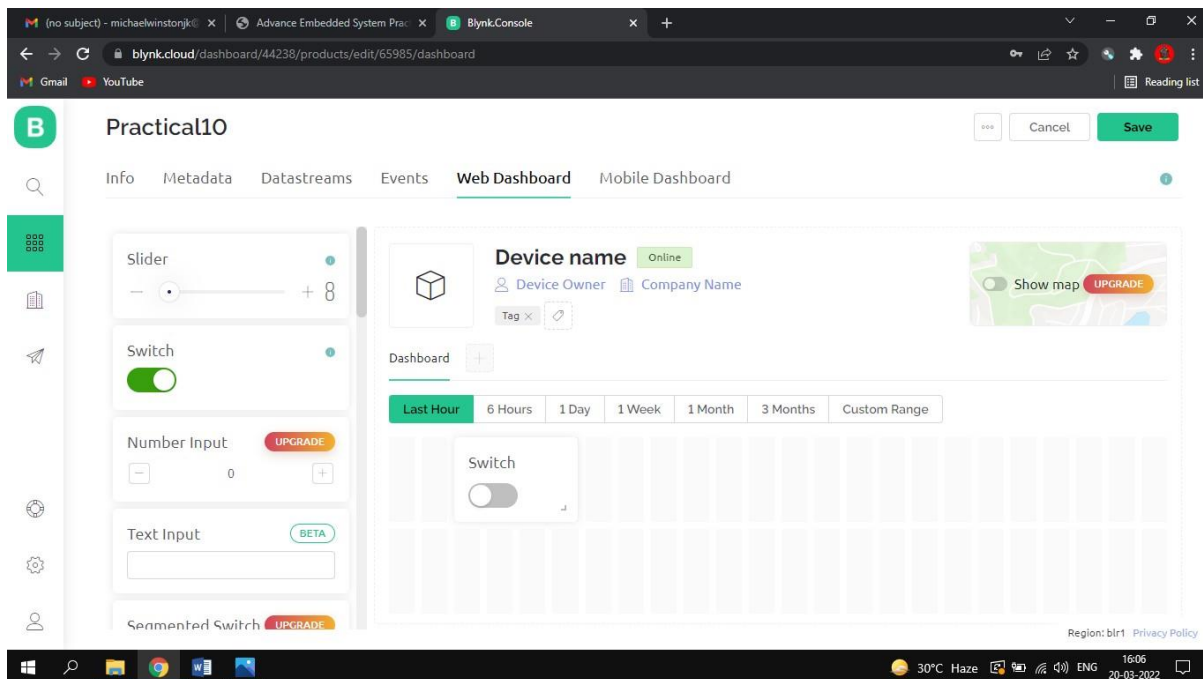 (no subject) - michaelwinstonjk
Advance Embedded System Prac
B Blynk.Console
blynk.cloud/dashboard/44238/products/edit/65985/dashboard
Gmail
YouTube
Reading list
B
Practical10
Cancel
Save
Info Metadata Datastreams Events Web Dashboard Mobile Dashboard
Slider
8
Switch
Number Input UPGRADE
0
Text Input BETA
Segmented Switch UPGRADE
Device name Online
Device Owner Company Name
Tag
Show map UPGRADE
Dashboard
Last Hour 6 Hours 1 Day 1 Week 1 Month 3 Months Custom Range
Switch
Region: blr1 Privacy Policy
30°C Haze ENG
16:06
20-03-2022